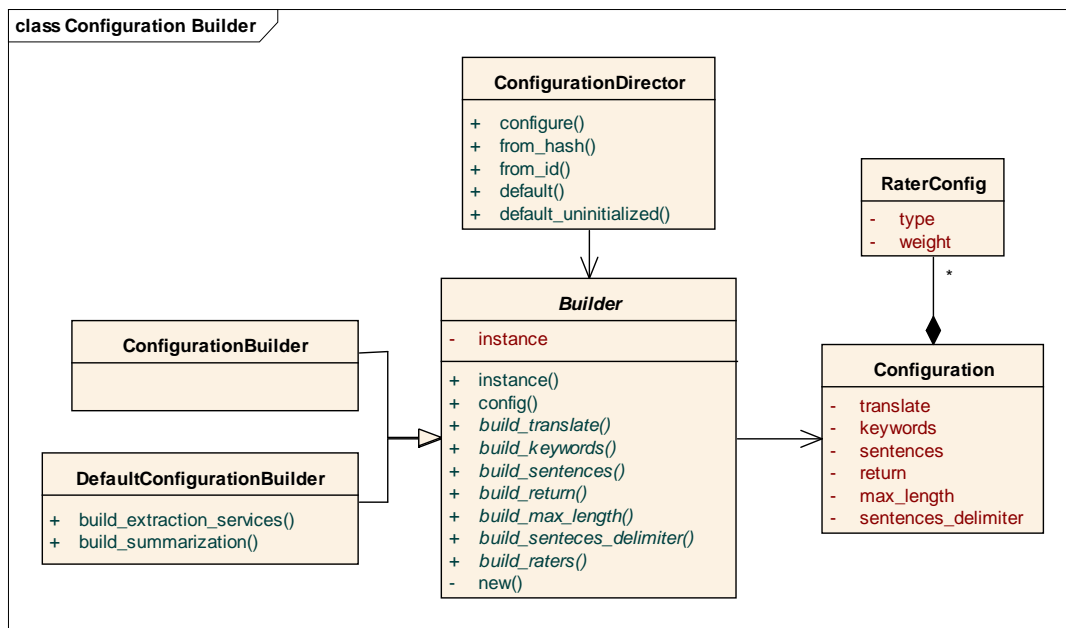 class Configuration Builder
ConfigurationDirector
+ configure()
+ from_hash()
+ from_id()
+ default()
+ default_uninitialized()
RaterConfig
- type
- weight
*
Builder
- instance
+ instance()
+ config()
+ build_translate()
+ build_keywords()
+ build_sentences()
+ build_return()
+ build_max_length()
+ build_senteces_delimiter()
+ build_raters()
- new()
ConfigurationBuilder
DefaultConfigurationBuilder
+ build_extraction_services()
+ build_summarization()
Configuration
- translate
- keywords
- sentences
- return
- max_length
- sentences_delimiter